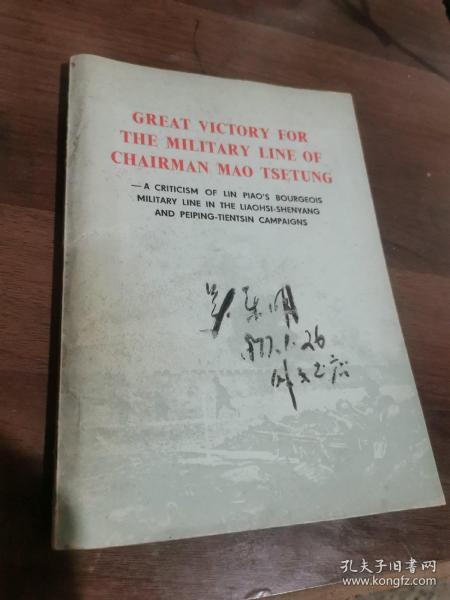 GREAT VICTORY FOR
THE MILITARY LINE OF
CHAIRMAN MAO TSETUNG
—A CRITICISM OF LIN PIAO'S BOURGEOIS
MILITARY LINE IN THE LIAOHSI-SHENYANG
AND PEIPING-TIENTSIN CAMPAIGNS
77.1.26
孔夫子旧书网
www.kongfz.com